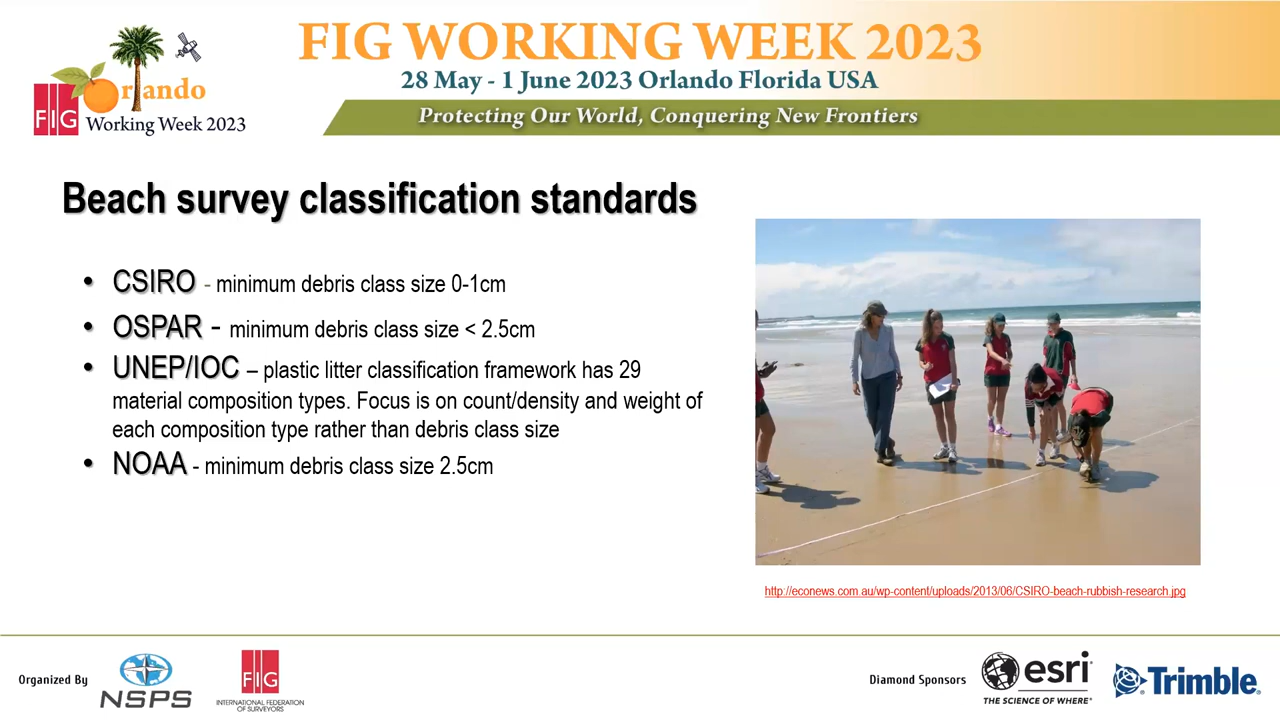 FIG WORKING WEEK 2023
28 May - 1 June 2023 Orlando Florida USA
Protecting Our World, Conquering New Frontiers
Orlando
FIG
Working Week 2023
Beach survey classification standards
• CSIRO - minimum debris class size 0-1cm
• OSPAR - minimum debris class size < 2.5cm
• UNEP/IOC – plastic litter classification framework has 29
material composition types. Focus is on count/density and weight of
each composition type rather than debris class size
• NOAA - minimum debris class size 2.5cm
http://econews.com.au/wp-content/uploads/2013/06/CSIRO-beach-rubbish-research.jpg
Organized By
NSPS
FIG
INTERNATIONAL FEDERATION
OF SURVEYORS
Diamond Sponsors
esri
THE SCIENCE OF WHERE®
Trimble